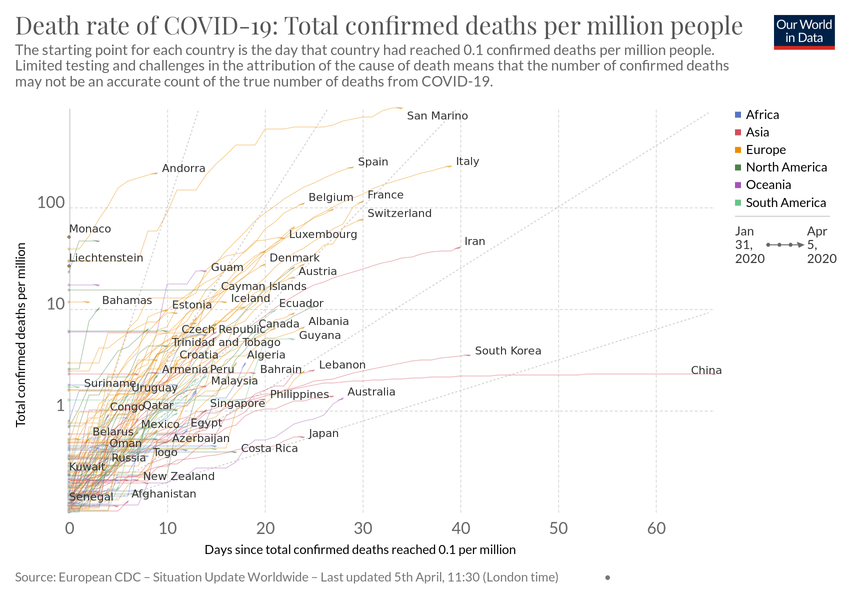 Death rate of COVID-19: Total confirmed deaths per million people
Our World
in Data
The starting point for each country is the day that country had reached 0.1 confirmed deaths per million people.
Limited testing and challenges in the attribution of the cause of death means that the number of confirmed deaths
may not be an accurate count of the true number of deaths from COVID-19.
San Marino
Andorra
Spain
Italy
Belgium
France
Switzerland
100
Monaco
Luxembourg
Iran
Liechtenstein
Guam
Denmark
Austria
Cayman Islands
Bahamas
Estonia
Iceland
Ecuador
10
Czech Republic
Canada
Albania
Trinidad and Tobago
Guyana
Croatia
Algeria
South Korea
Armenia
Peru
Bahrain
Lebanon
China
Suriname
Uruguay
Malaysia
Philippines
Australia
1
Congo
Qatar
Singapore
Mexico
Egypt
Belarus
Azerbaijan
Japan
Oman
Togo
Costa Rica
Russia
Kuwait
New Zealand
Senegal
Afghanistan
Total confirmed deaths per million
0
10
20
30
40
50
60
Days since total confirmed deaths reached 0.1 per million
Africa
Asia
Europe
North America
Oceania
South America
Jan
31,
2020
Apr
5,
2020
Source: European CDC – Situation Update Worldwide – Last updated 5th April, 11:30 (London time)